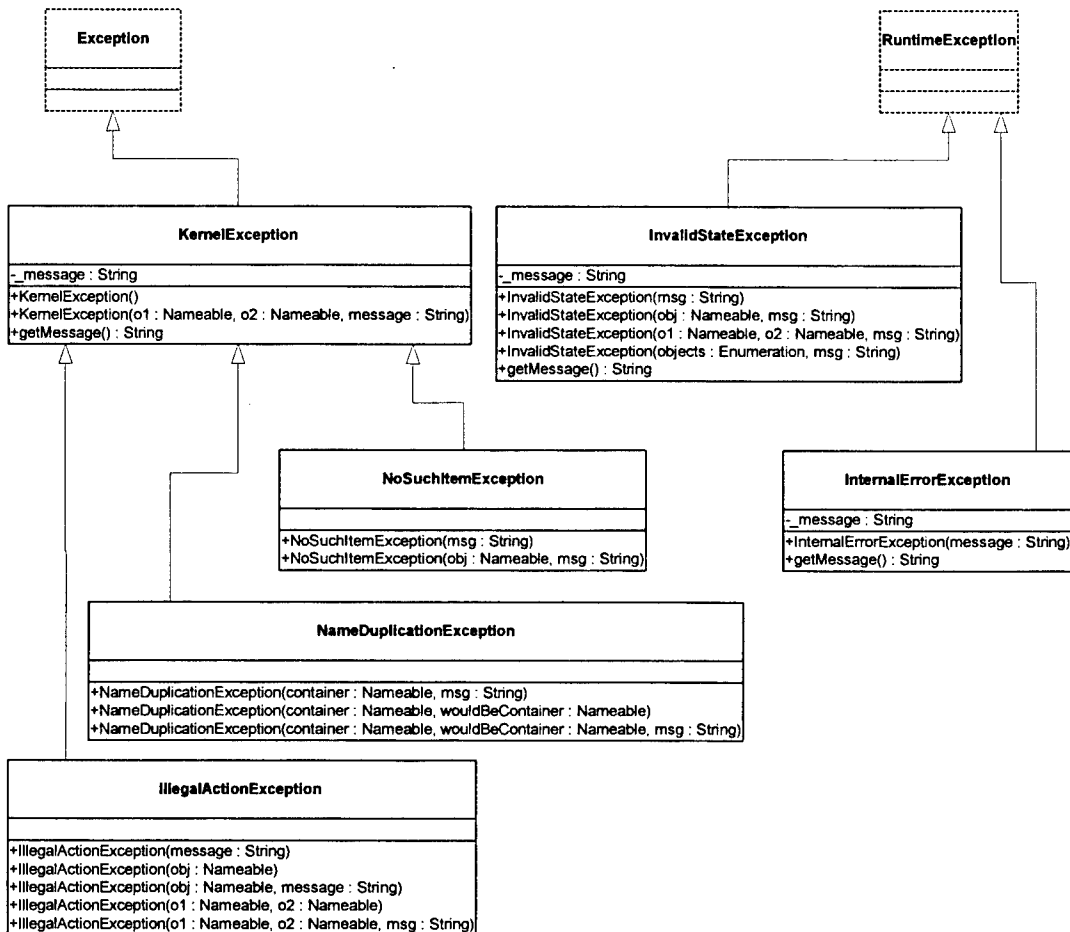 Exception
RuntimeException
KernelException
-_message : String
+KernelException()
+KernelException(o1 : Nameable, o2 : Nameable, message : String)
+getMessage() : String
InvalidStateException
-_message : String
+InvalidStateException(msg : String)
+InvalidStateException(obj : Nameable, msg : String)
+InvalidStateException(o1 : Nameable, o2 : Nameable, msg : String)
+InvalidStateException(objects : Enumeration, msg : String)
+getMessage() : String
NoSuchItemException
+NoSuchItemException(msg : String)
+NoSuchItemException(obj : Nameable, msg : String)
InternalErrorException
-_message : String
+InternalErrorException(message : String)
+getMessage() : String
NameDuplicationException
+NameDuplicationException(container : Nameable, msg : String)
+NameDuplicationException(container : Nameable, wouldBeContainer : Nameable)
+NameDuplicationException(container : Nameable, wouldBeContainer : Nameable, msg : String)
IllegalActionException
+IllegalActionException(message : String)
+IllegalActionException(obj : Nameable)
+IllegalActionException(obj : Nameable, message : String)
+IllegalActionException(o1 : Nameable, o2 : Nameable)
+IllegalActionException(o1 : Nameable, o2 : Nameable, msg : String)